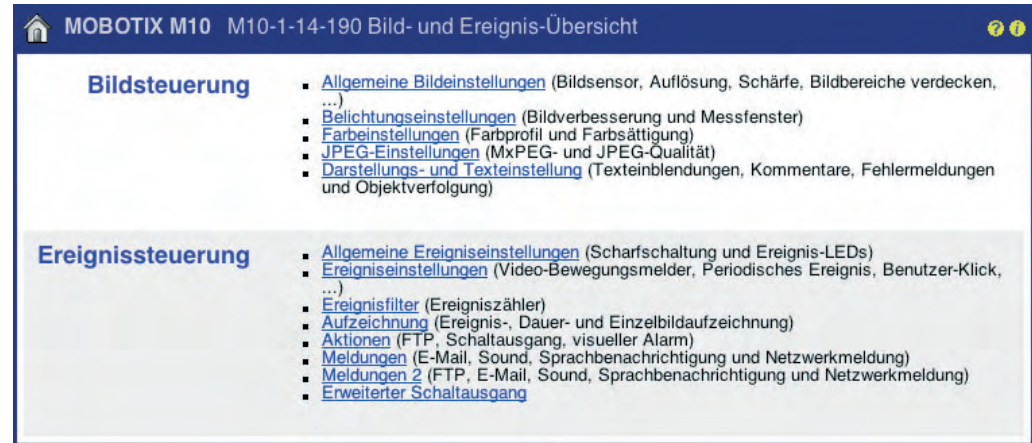 MOBOTIX M10 M10-1-14-190 Bild- und Ereignis-Übersicht
Bildsteuerung
Allgemeine Bildeinstellungen (Bildsensor, Auflösung, Schärfe, Bildbereiche verdecken,
...)
Belichtungseinstellungen (Bildverbesserung und Messfenster)
Farbeinstellungen (Farbprofil und Farbsättigung)
JPEG-Einstellungen (MxPEG- und JPEG-Qualität)
Darstellungs- und Texteinstellung (Texteinblendungen, Kommentare, Fehlermeldungen
und Objektverfolgung)
Ereignissteuerung
Allgemeine Ereigniseinstellungen (Scharfschaltung und Ereignis-LEDs)
Ereigniseinstellungen (Video-Bewegungsmelder, Periodisches Ereignis, Benutzer-Klick,
...)
Ereignisfilter (Ereigniszähler)
Aufzeichnung (Ereignis-, Dauer- und Einzelbildaufzeichnung)
Aktionen (FTP, Schaltausgang, visueller Alarm)
Meldungen (E-Mail, Sound, Sprachbenachrichtigung und Netzwerkmeldung)
Meldungen 2 (FTP, E-Mail, Sound, Sprachbenachrichtigung und Netzwerkmeldung)
Erweiterter Schaltausgang